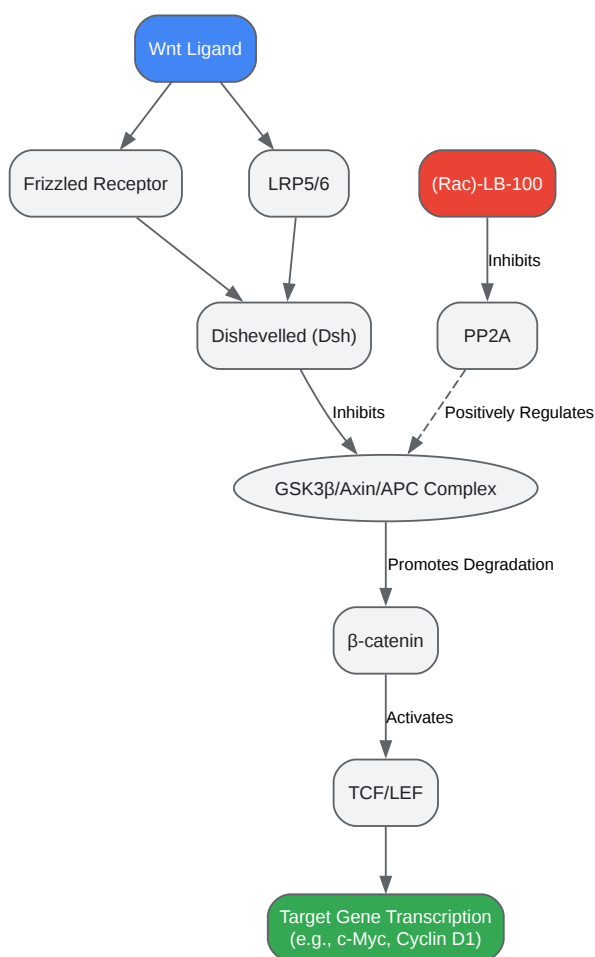 Wnt Ligand
Frizzled Receptor
LRP5/6
(Rac)-LB-100
Inhibits
Dishevelled (Dsh)
PP2A
Inhibits
Positively Regulates
GSK3β/Axin/APC Complex
Promotes Degradation
β-catenin
Activates
TCF/LEF
Target Gene Transcription
(e.g., c-Myc, Cyclin D1)